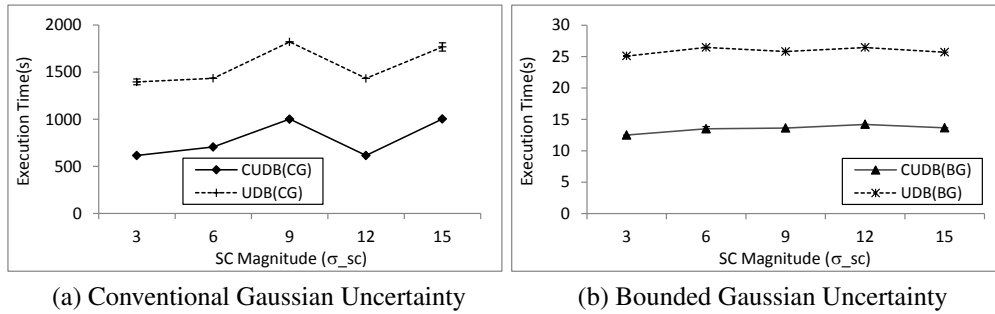 2000
1500
1000
500
0
Execution Time(s)
CUDB(CG)
UDB(CG)
3 6 9 12 15
SC Magnitude (σ_sc)
(a) Conventional Gaussian Uncertainty
30
25
20
15
10
5
0
Execution Time(s)
CUDB(BG)
UDB(BG)
3 6 9 12 15
SC Magnitude (σ_sc)
(b) Bounded Gaussian Uncertainty